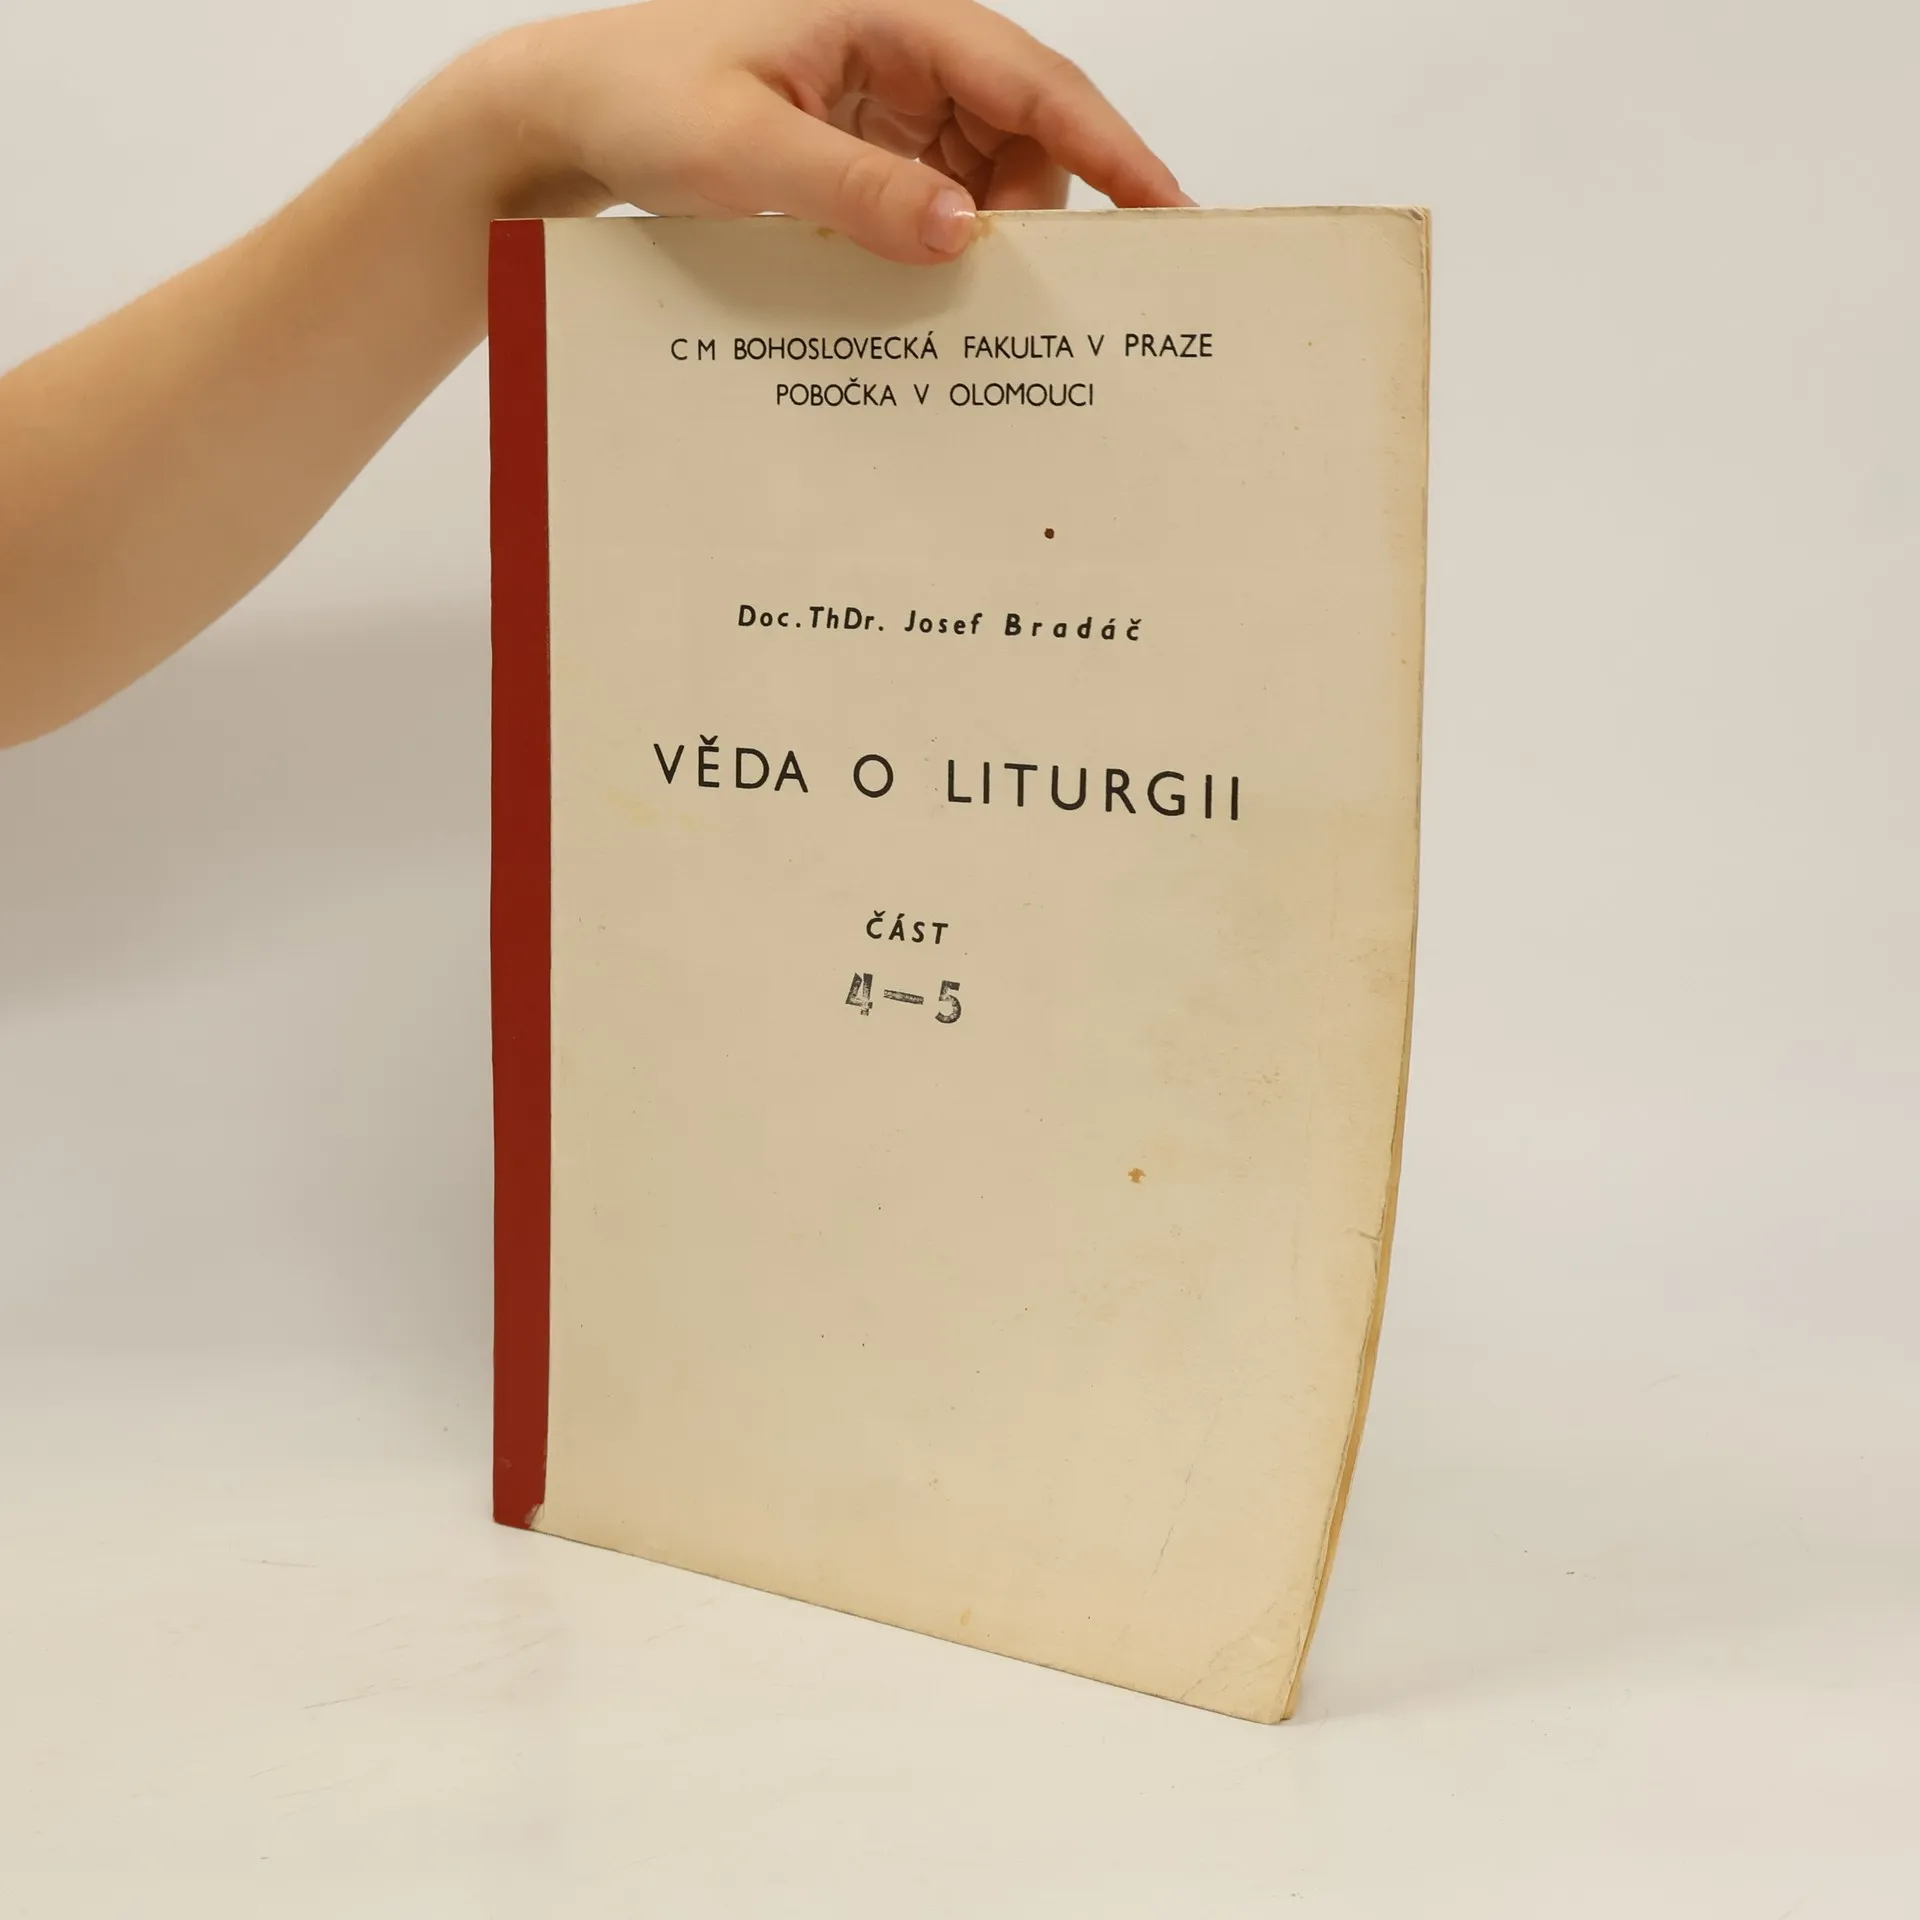 C M BOHOSLOVECKÁ FAKULTA V PRAZE
POBOČKA V OLOMOUCI
Doc. ThDr. Josef Bradáč
VĚDA O LITURGII
ČÁST
4-5